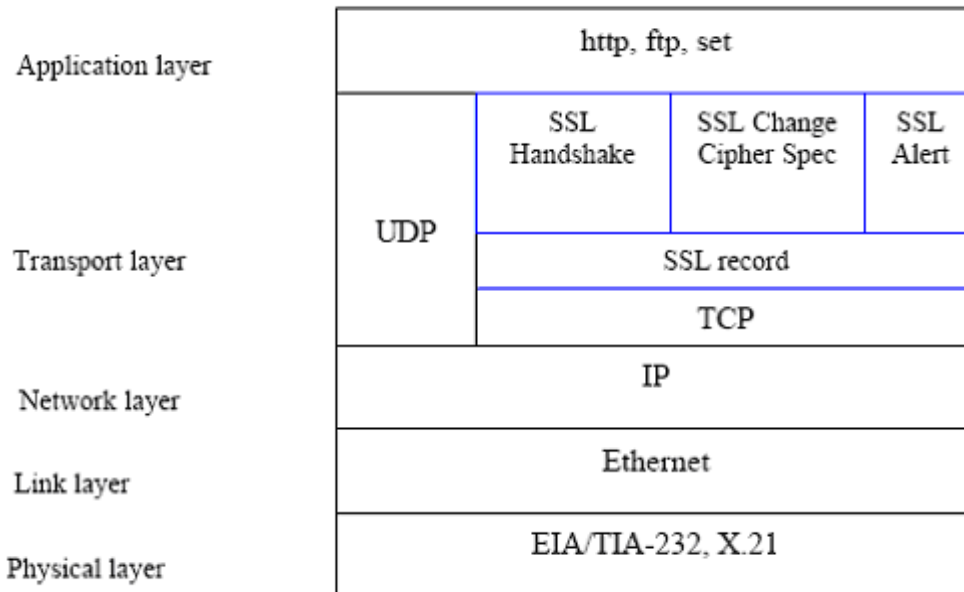 http, ftp, set
Application layer
SSL
Handshake
SSL Change
Cipher Spec
SSL
Alert
UDP
Transport layer
SSL record
TCP
IP
Network layer
Ethernet
Link layer
EIA/TIA-232, X.21
Physical layer